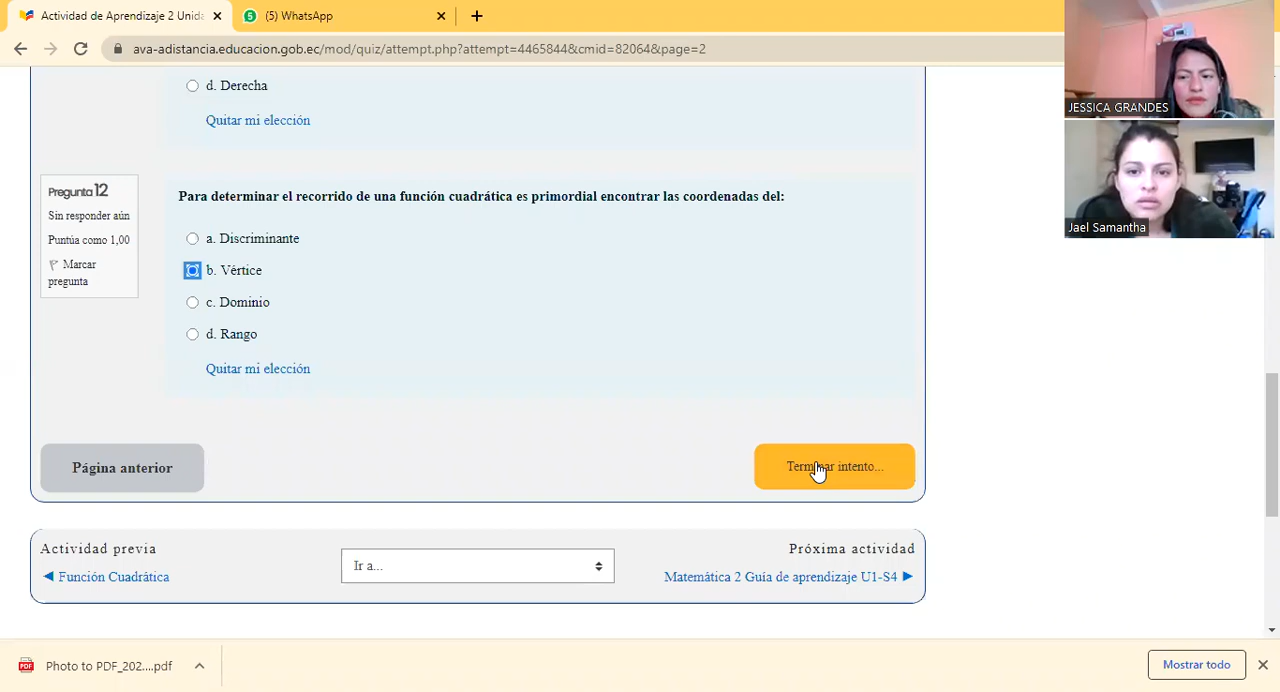 Actividad de Aprendizaje 2 Unida
(5) WhatsApp
ava-adistancia.educacion.gob.ec/mod/quiz/attempt.php?attempt=4465844&cmid=82064&page=2
JESSICA GRANDES
Jael Samantha
d. Derecha
Quitar mi elección
Pregunta 12
Sin responder aún
Puntúa como 1,00
Marcar
pregunta
Para determinar el recorrido de una función cuadrática es primordial encontrar las coordenadas del:
a. Discriminante
b. Vértice
c. Dominio
d. Rango
Quitar mi elección
Página anterior
Terminar intento...
Actividad previa
◀ Función Cuadrática
Ir a...
Próxima actividad
Matemática 2 Guía de aprendizaje U1-S4 ▶
Photo to PDF_202....pdf
Mostrar todo